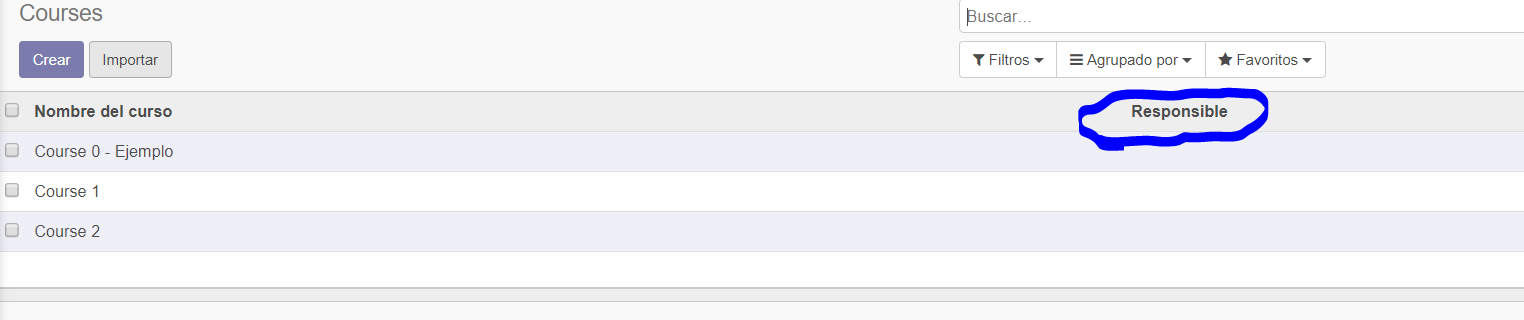 Courses
Buscar...
Crear Importar
Filtros Agrupado por Favoritos
Nombre del curso Responsible
Course 0 - Ejemplo
Course 1
Course 2